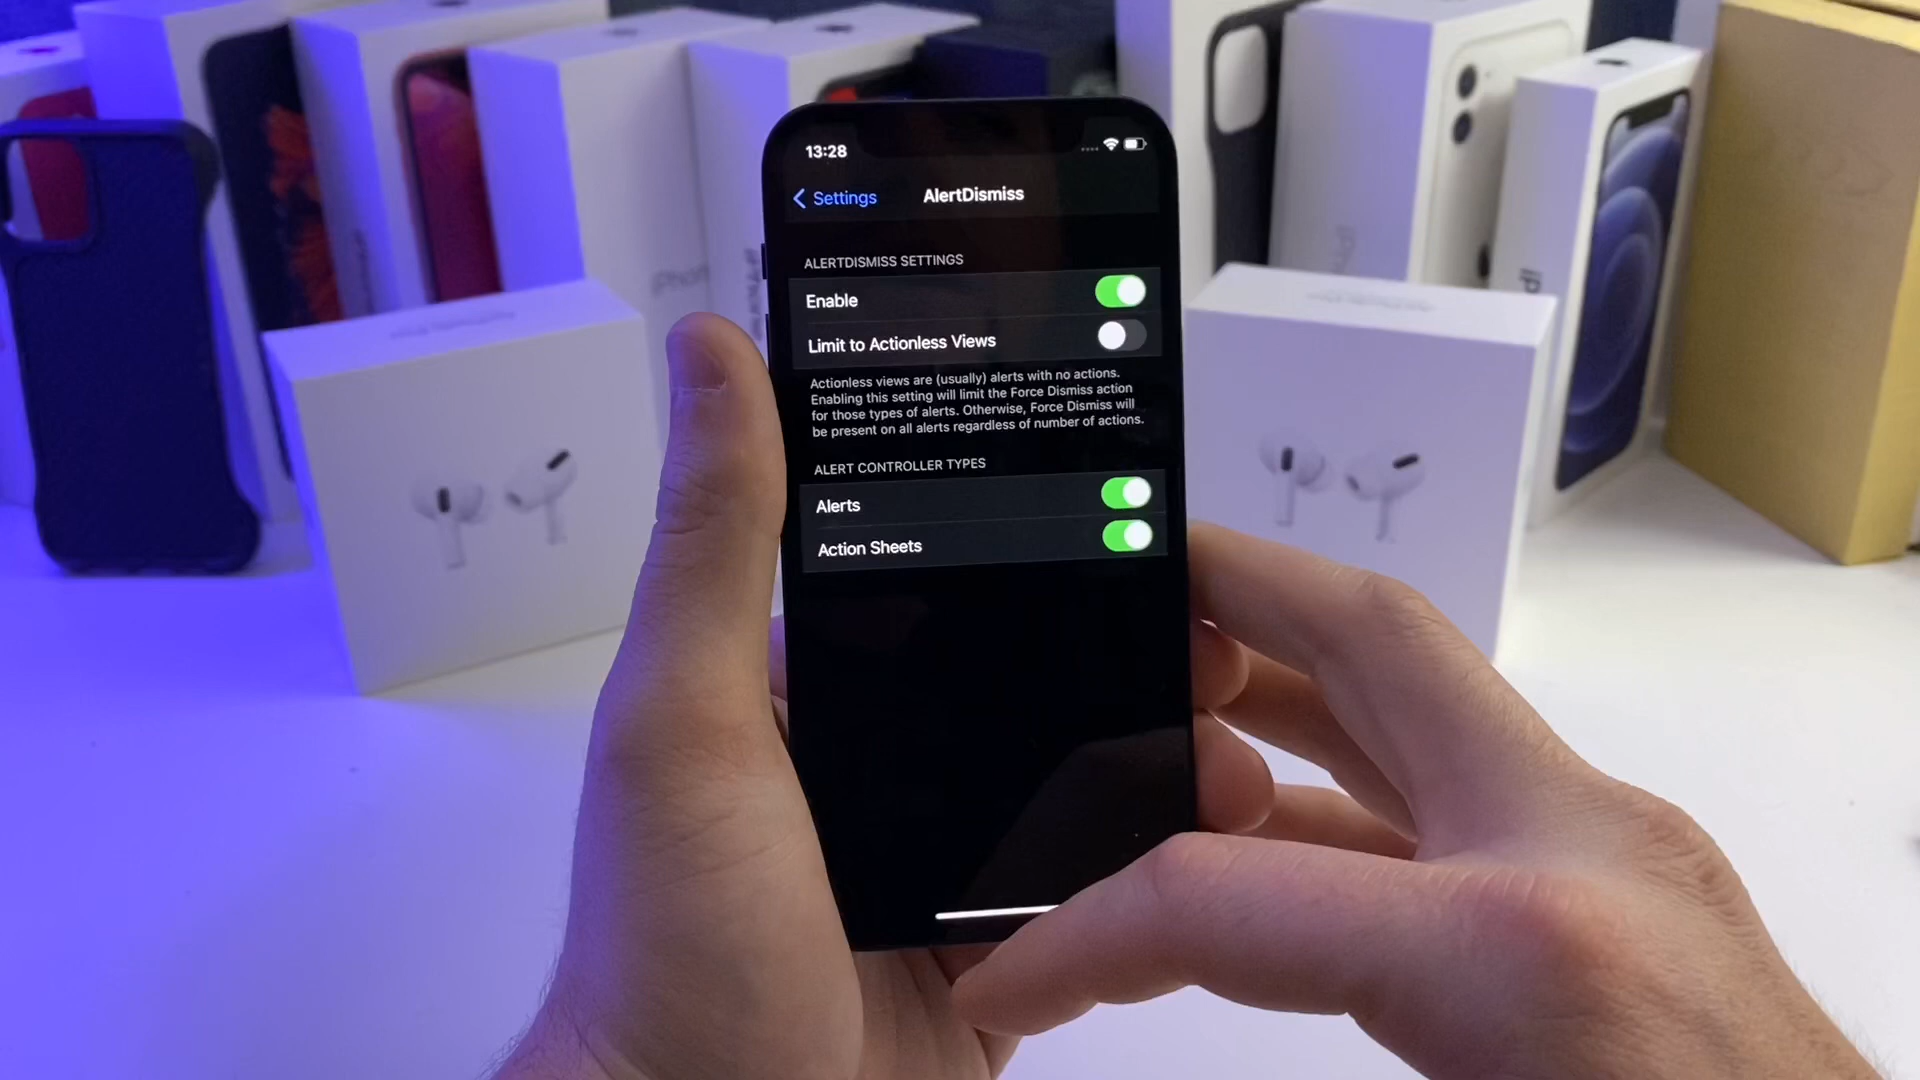 13:28
Settings
AlertDismiss
ALERTDISMISS SETTINGS
Enable
Limit to Actionless Views
Actionless views are (usually) alerts with no actions.
Enabling this setting will limit the Force Dismiss action
for those types of alerts. Otherwise, Force Dismiss will
be present on all alerts regardless of number of actions.
ALERT CONTROLLER TYPES
Alerts
Action Sheets